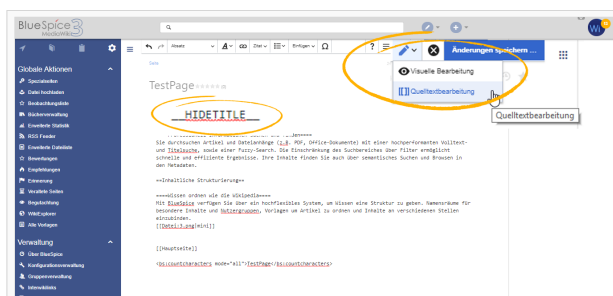 BlueSpice 3
MediaWiki
Globale Aktionen
Spezialseiten
Datei hochladen
Beobachtungsliste
Bücherverwaltung
Erweiterte Statistik
RSS Feeder
Erweiterte Dateiliste
Bewertungen
Empfehlungen
Erinnerung
Veraltete Seiten
Begutachtung
WikiExplorer
Alle Vorlagen
Verwaltung
Über BlueSpice
Konfigurationsverwaltung
Gruppenverwaltung
Interwikilinks
Absatz
A
Stil
Einfügen
Ω
?
Änderungen speichern ...
Visuelle Bearbeitung
[[]] Quelltextbearbeitung
Quelltextbearbeitung
Seite
TestPage
__HIDETITLE__
Sie durchsuchen Artikel und Dateianhänge (z.B. PDF, Office-Dokumente) mit einer hochperformanten Volltext-
und Titelsuche, sowie einer Fuzzy-Search. Die Einschränkung des Suchbereiches über Filter ermöglicht
schnelle und effiziente Ergebnisse. Ihre Inhalte finden Sie auch über semantisches Suchen und Browsen in
den Metadaten.
==Inhaltliche Strukturierung==
====Wissen ordnen wie die Wikipedia====
Mit BlueSpice verfügen Sie über ein hochflexibles System, um Wissen eine Struktur zu geben. Namensräume für
besondere Inhalte und Nutzergruppen, Vorlagen um Artikel zu ordnen und Inhalte an verschiedenen Stellen
einzubinden.
[[Datei:3.png|mini]]
[[Hauptseite]]
<bs:countcharacters mode="all">TestPage</bs:countcharacters>